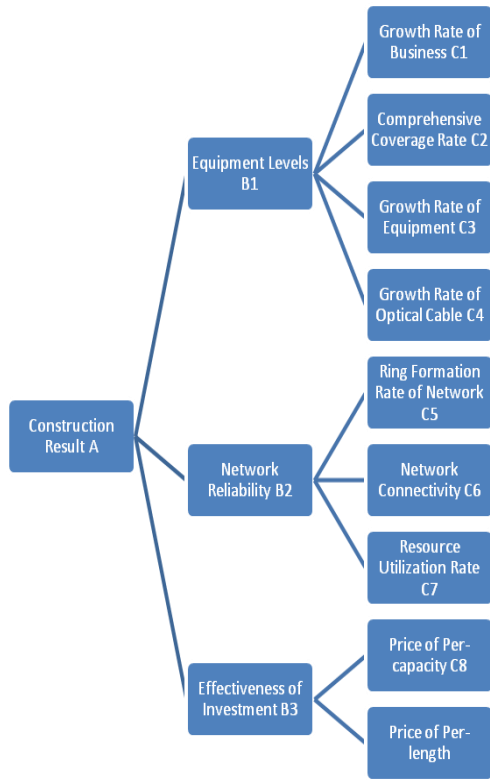 Growth Rate of
Business C1
Comprehensive
Coverage Rate C2
Equipment Levels
B1
Growth Rate of
Equipment C3
Growth Rate of
Optical Cable C4
Ring Formation
Rate of Network
C5
Construction
Result A
Network
Reliability B2
Network
Connectivity C6
Resource
Utilization Rate
C7
Price of Per-
capacity C8
Effectiveness of
Investment B3
Price of Per-
length